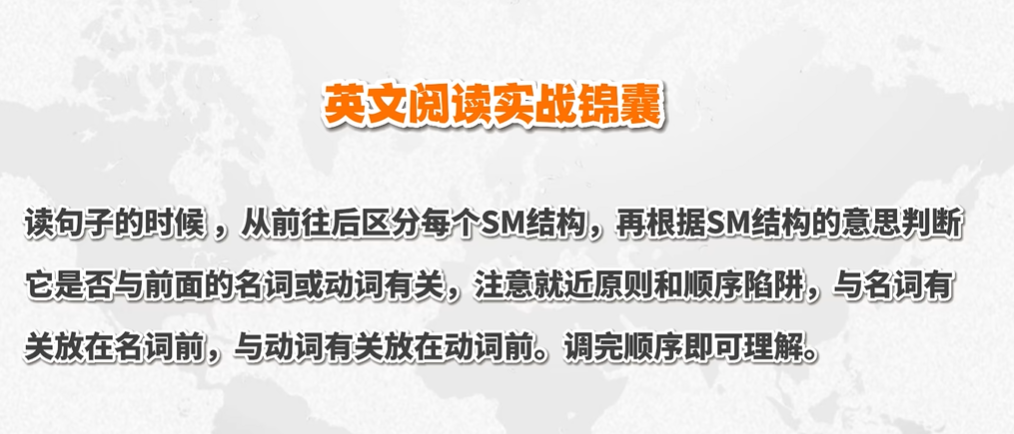 英文阅读实战锦囊
读句子的时候，从前往后区分每个SM结构，再根据SM结构的意思判断
它是否与前面的名词或动词有关，注意就近原则和顺序陷阱，与名词有
关放在名词前，与动词有关放在动词前。调完顺序即可理解。